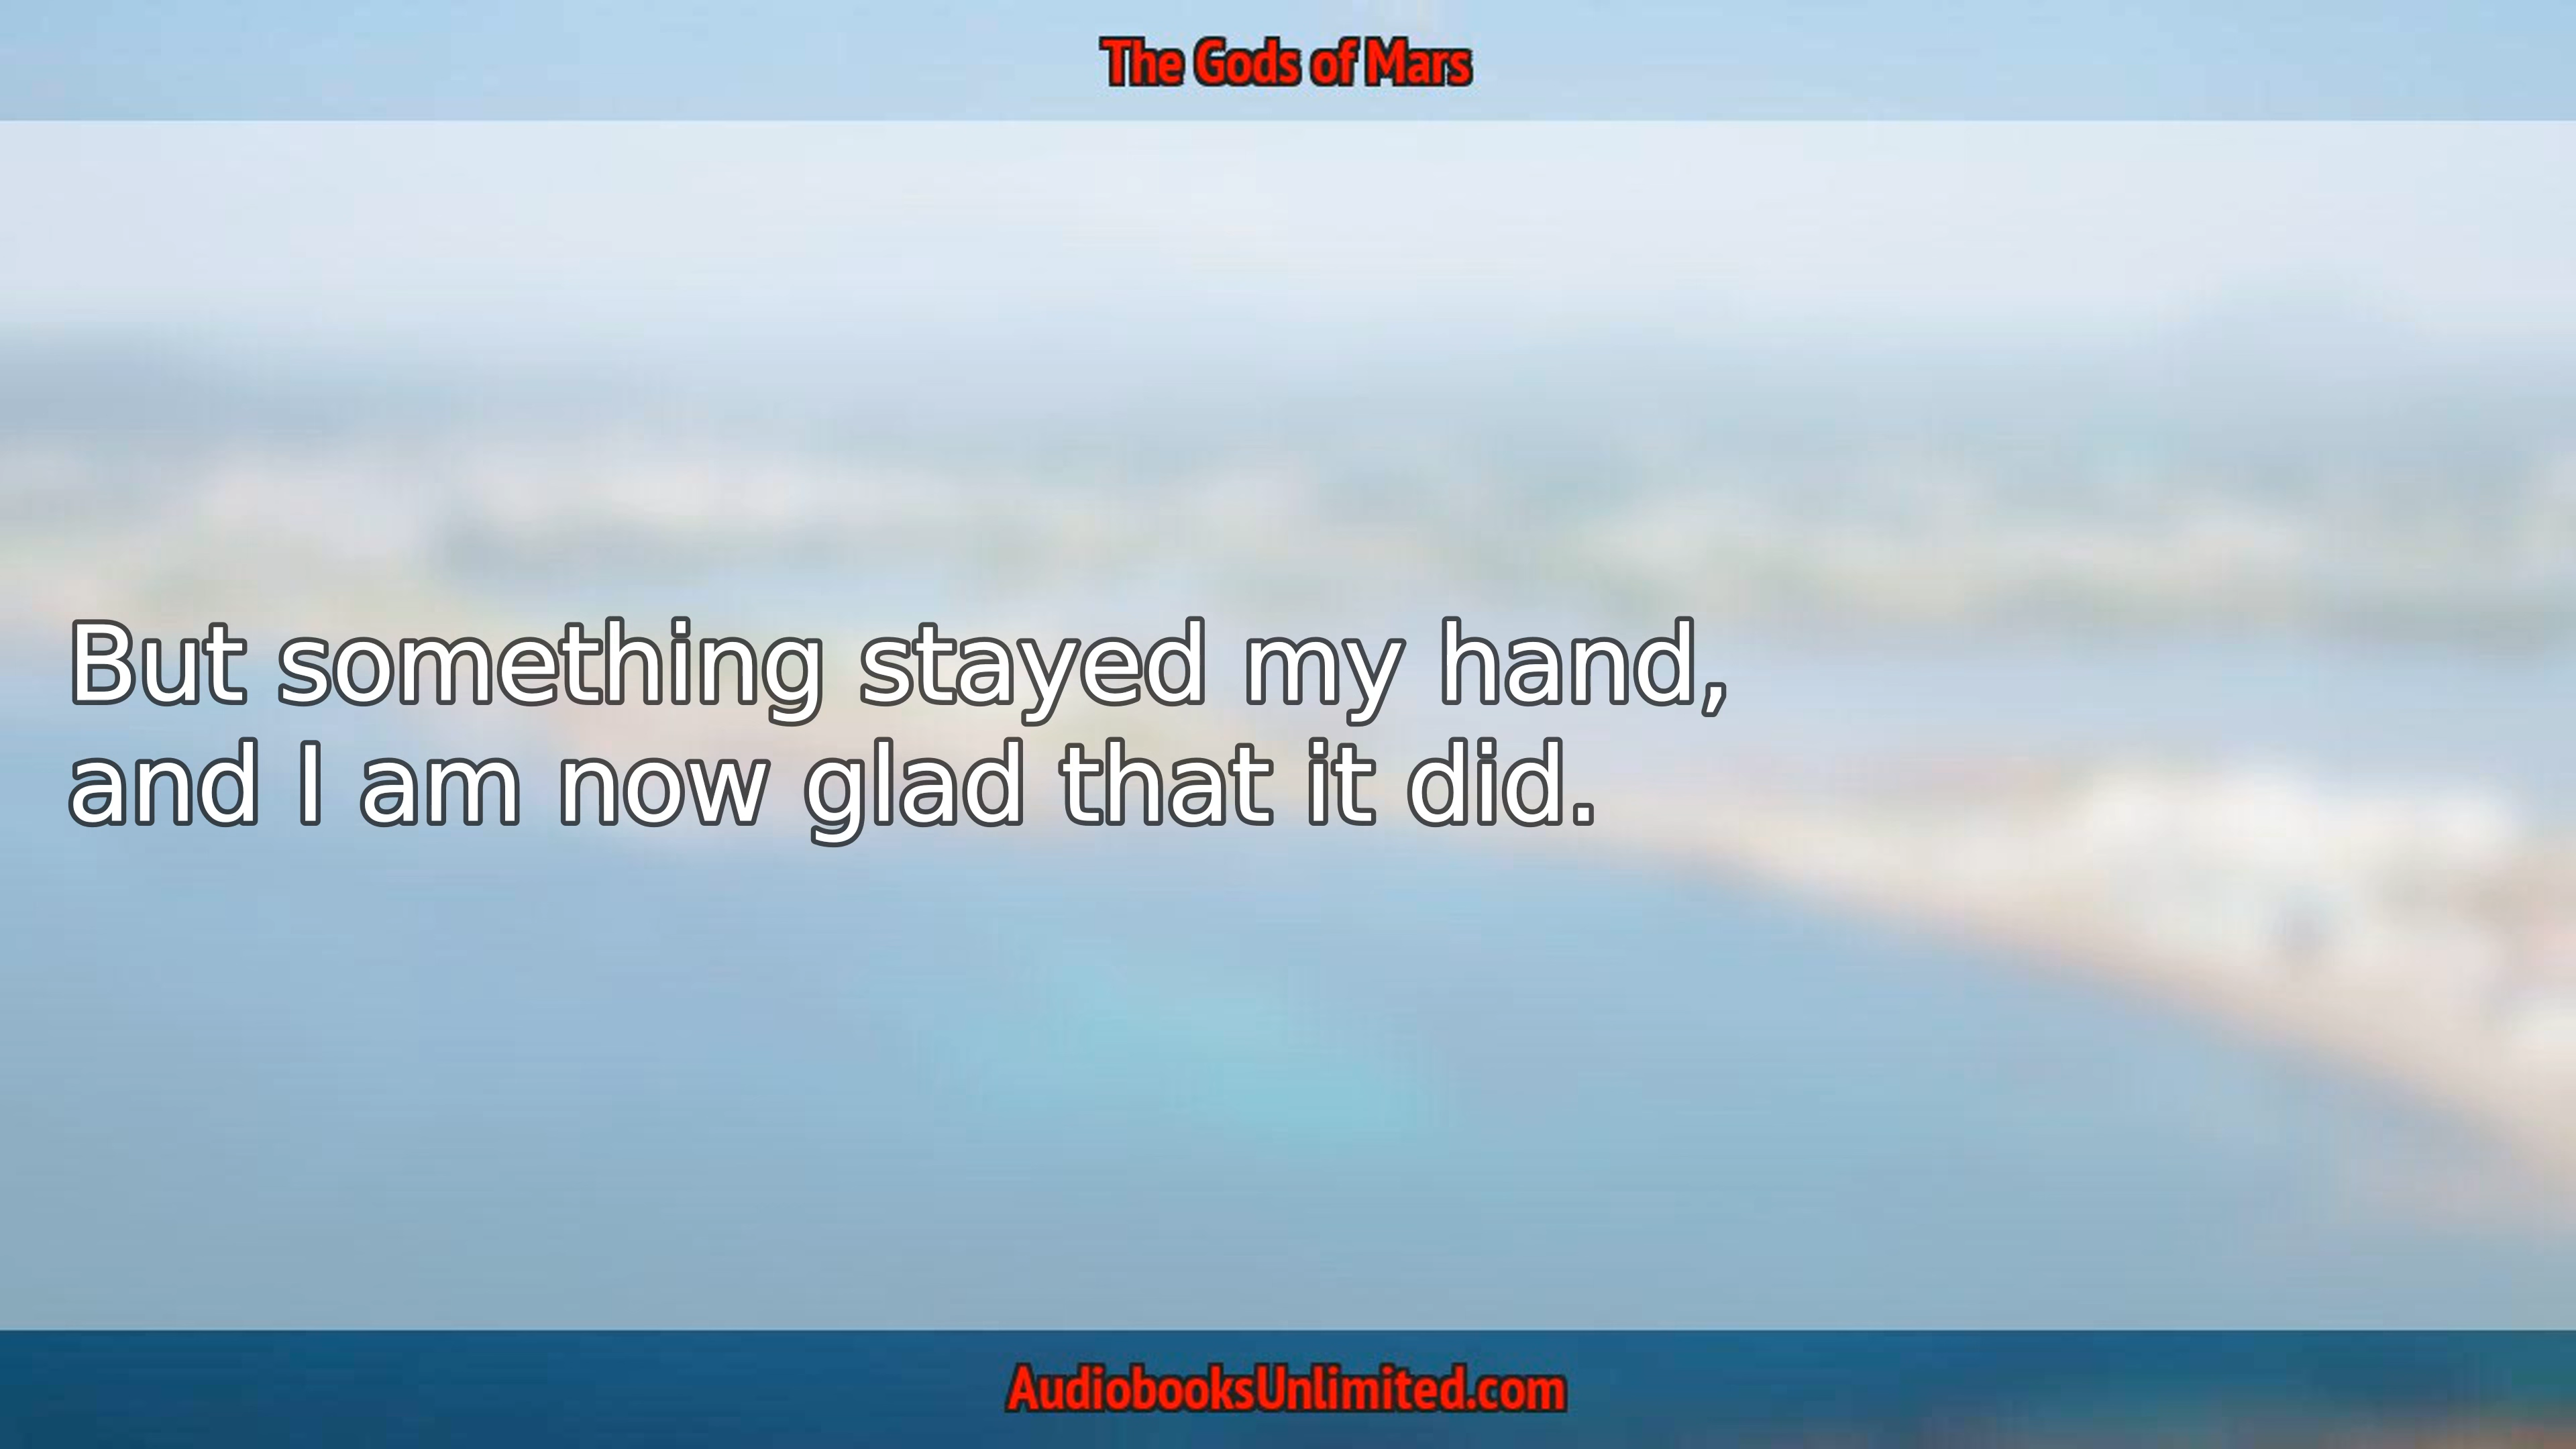 The Gods of Mars
But something stayed my hand,
and I am now glad that it did.
AudiobooksUnlimited.com